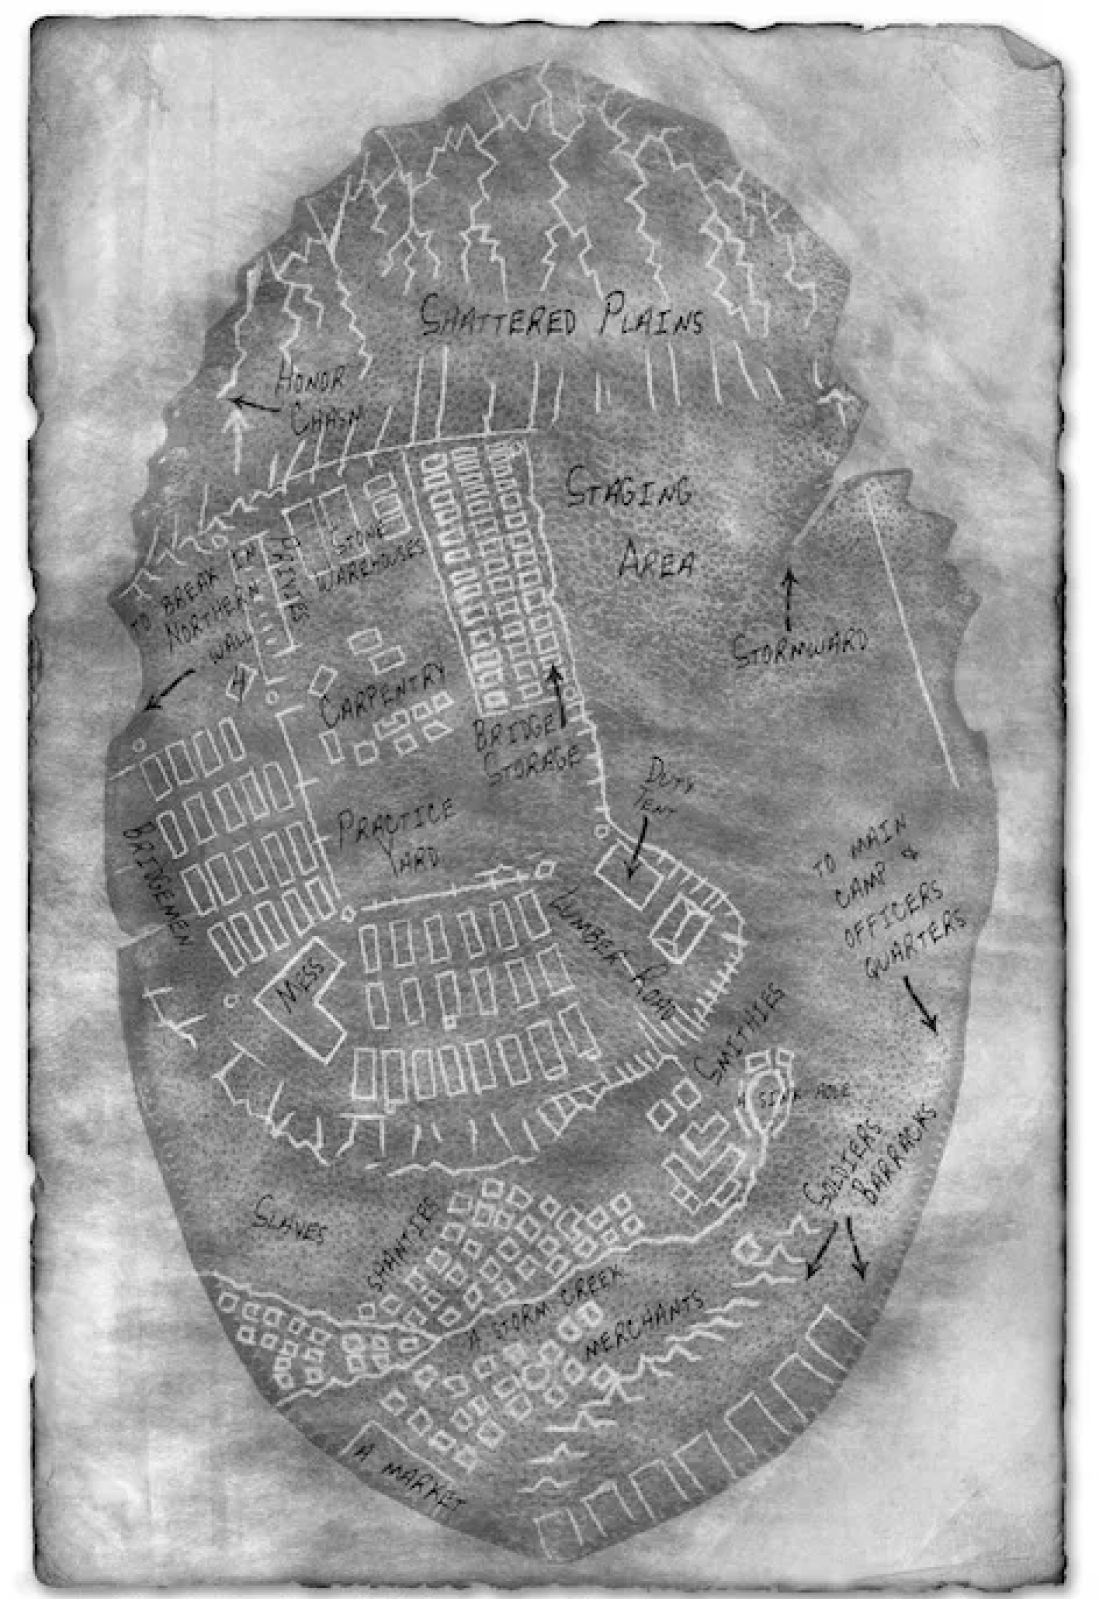 SHATTERED PLAINS
HONOR
CHASM
STAGING
AREA
STONE
WAREHOUSES
PRIVIES
TO BREAK IN
NORTHERN
WALL
STORMWARD
CARPENTRY
BRIDGE
STORAGE
DUTY
TENT
PRACTICE
YARD
BRIDGEMEN
TO MAIN
CAMP &
OFFICERS
QUARTERS
LUMBER ROAD
MESS
SMITHIES
A SINK HOLE
SOLDIERS
BARRACKS
SLAVES
SHANTIES
A STORM CREEK
MERCHANTS
A MARKET